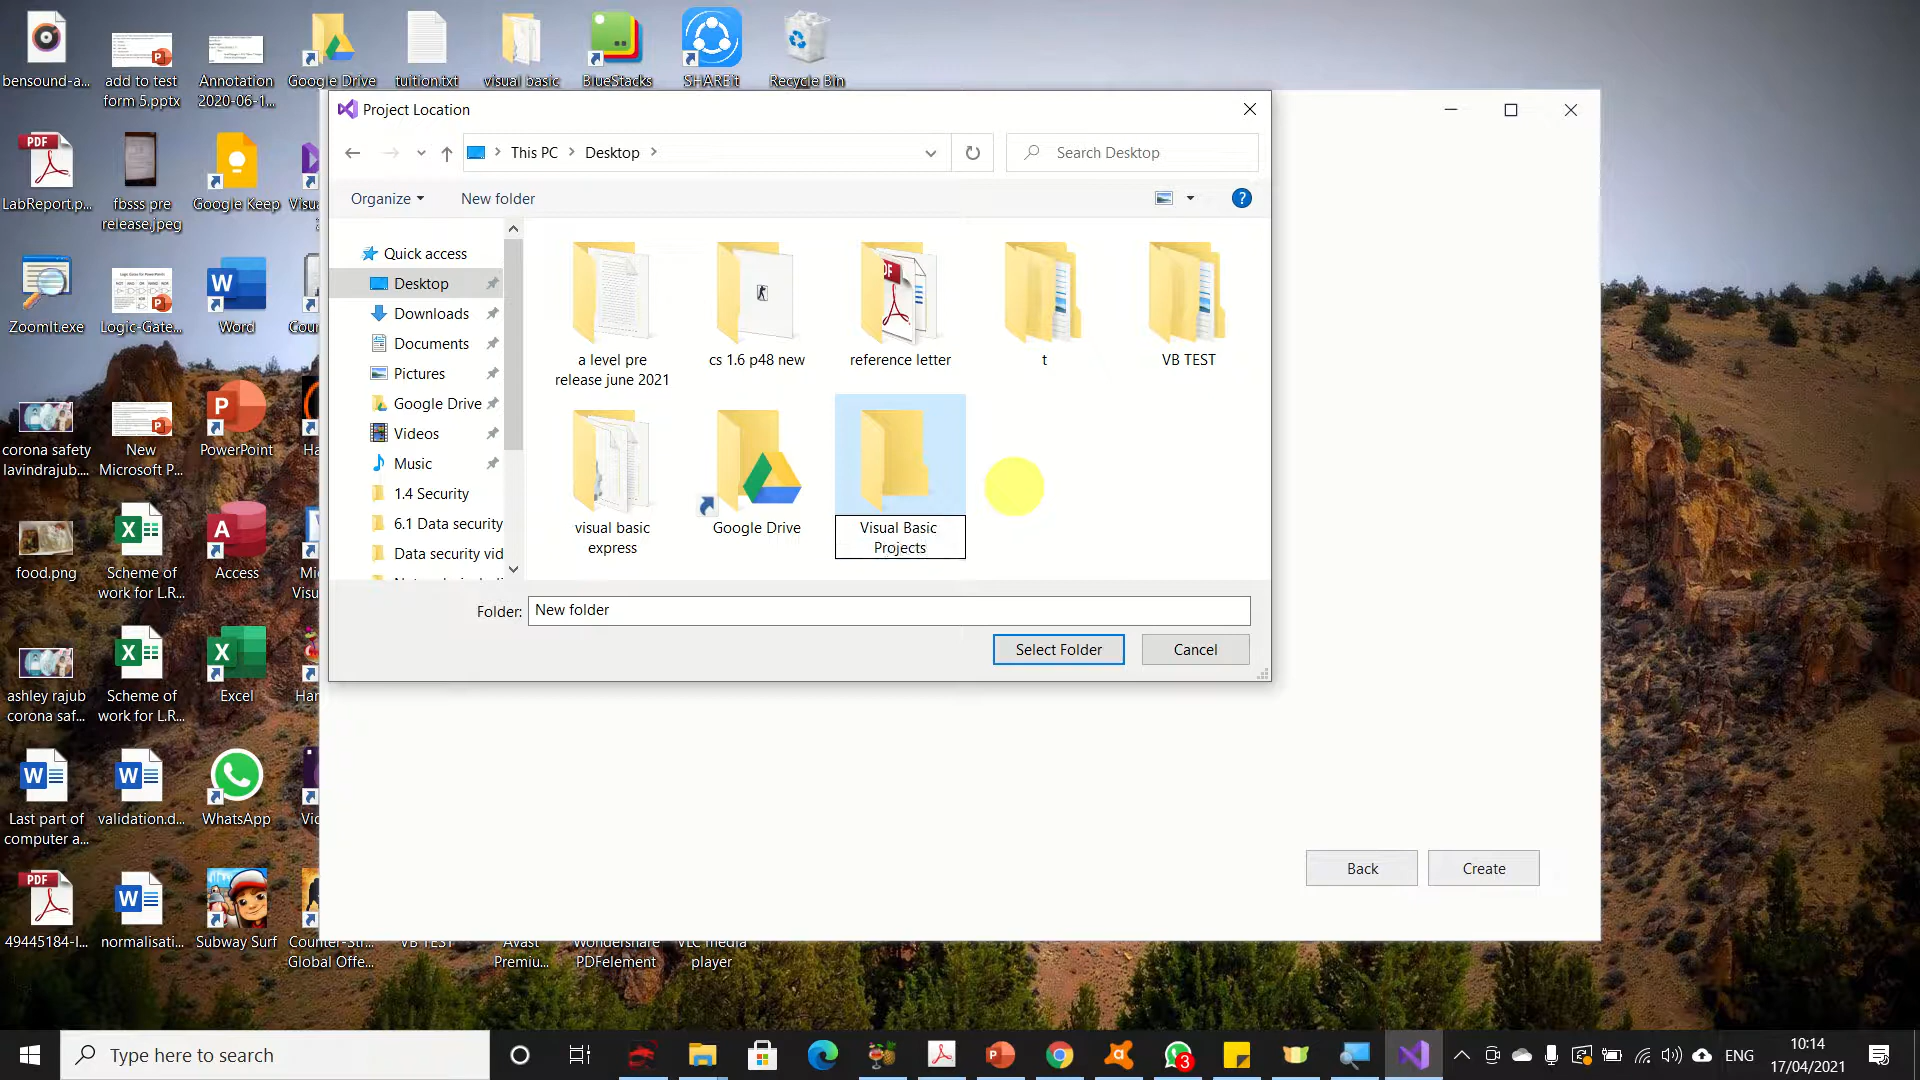 bensound-a...
add to test
form 5.pptx
Annotation
2020-06-1...
Google Drive
tuition.txt
visual basic
BlueStacks
SHAREit
Recycle Bin
PDF
LabReport.p...
fbsss pre
release.jpeg
Google Keep
Visu
ZoomIt.exe
Logic-Gate...
Word
Cou
corona safety
lavindrajub....
New
Microsoft P...
PowerPoint
Ha
food.png
Scheme of
work for L.R...
Access
Mi
Visu
ashley rajub
corona saf...
Scheme of
work for L.R...
Excel
Har
Last part of
computer a...
validation.d...
WhatsApp
Vic
PDF
49445184-I...
normalisati...
Subway Surf
Counter-Str...
Global Offe...
VB TEST
Avast
Premiu...
Wondershare
PDFelement
VLC media
player
Project Location
This PC
Desktop
Search Desktop
Organize
New folder
Quick access
Desktop
Downloads
Documents
Pictures
Google Drive
Videos
Music
1.4 Security
6.1 Data security
Data security vid
a level pre
release june 2021
cs 1.6 p48 new
reference letter
t
VB TEST
visual basic
express
Google Drive
Visual Basic
Projects
Folder:
New folder
Select Folder
Cancel
Back
Create
Type here to search
3
ENG
10:14
17/04/2021